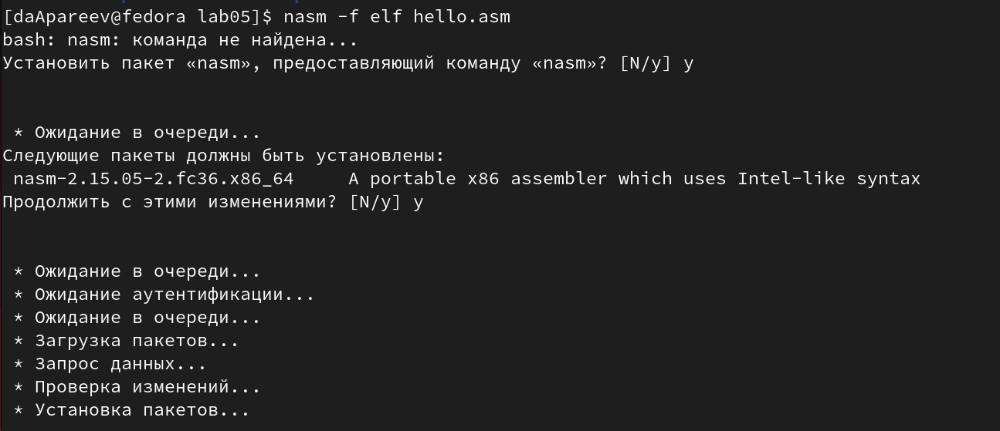 [daApareev@fedora lab05]$ nasm -f elf hello.asm
bash: nasm: команда не найдена...
Установить пакет «nasm», предоставляющий команду «nasm»? [N/y] y
* Ожидание в очереди...
Следующие пакеты должны быть установлены:
nasm-2.15.05-2.fc36.x86_64     A portable x86 assembler which uses Intel-like syntax
Продолжить с этими изменениями? [N/y] y
* Ожидание в очереди...
* Ожидание аутентификации...
* Ожидание в очереди...
* Загрузка пакетов...
* Запрос данных...
* Проверка изменений...
* Установка пакетов...